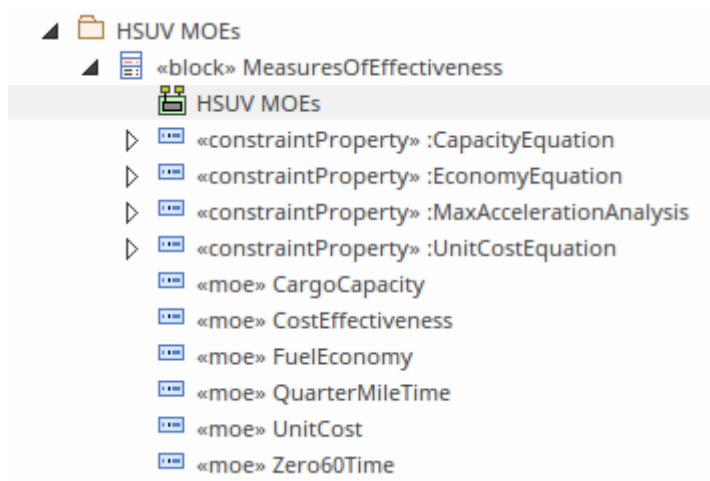 HSUV MOEs
«block» MeasuresOfEffectiveness
HSUV MOEs
«constraintProperty» :CapacityEquation
«constraintProperty» :EconomyEquation
«constraintProperty» :MaxAccelerationAnalysis
«constraintProperty» :UnitCostEquation
«moe» CargoCapacity
«moe» CostEffectiveness
«moe» FuelEconomy
«moe» QuarterMileTime
«moe» UnitCost
«moe» Zero60Time